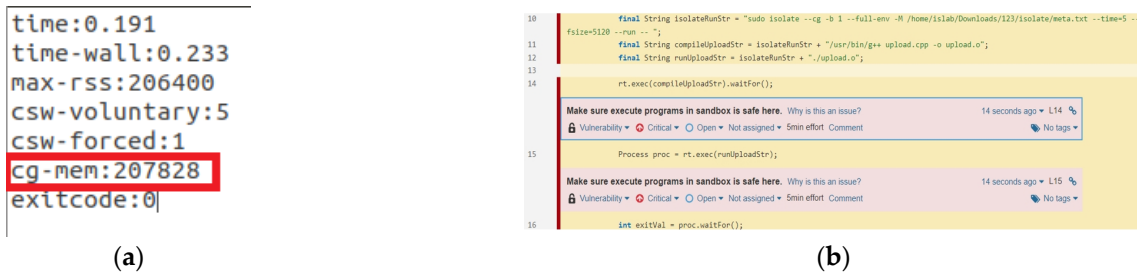 time:0.191
time-wall:0.233
max-rss:206400
csw-voluntary:5
csw-forced:1
cg-mem:207828
exitcode:0
(a)
10 final String isolateRunStr = "sudo isolate --cg -b 1 --full-env -M /home/islab/Downloads/123/isolate/meta.txt --time=5 --
fsize=5120 --run -- ";
11 final String compileUploadStr = isolateRunStr + "/usr/bin/g++ upload.cpp -o upload.o";
12 final String runUploadStr = isolateRunStr + "./upload.o";
13
14 rt.exec(compileUploadStr).waitFor();
Make sure execute programs in sandbox is safe here. Why is this an issue? 14 seconds ago L14
Vulnerability Critical Open Not assigned 5min effort Comment No tags
15 Process proc = rt.exec(runUploadStr);
Make sure execute programs in sandbox is safe here. Why is this an issue? 14 seconds ago L15
Vulnerability Critical Open Not assigned 5min effort Comment No tags
16 int exitVal = proc.waitFor();
(b)